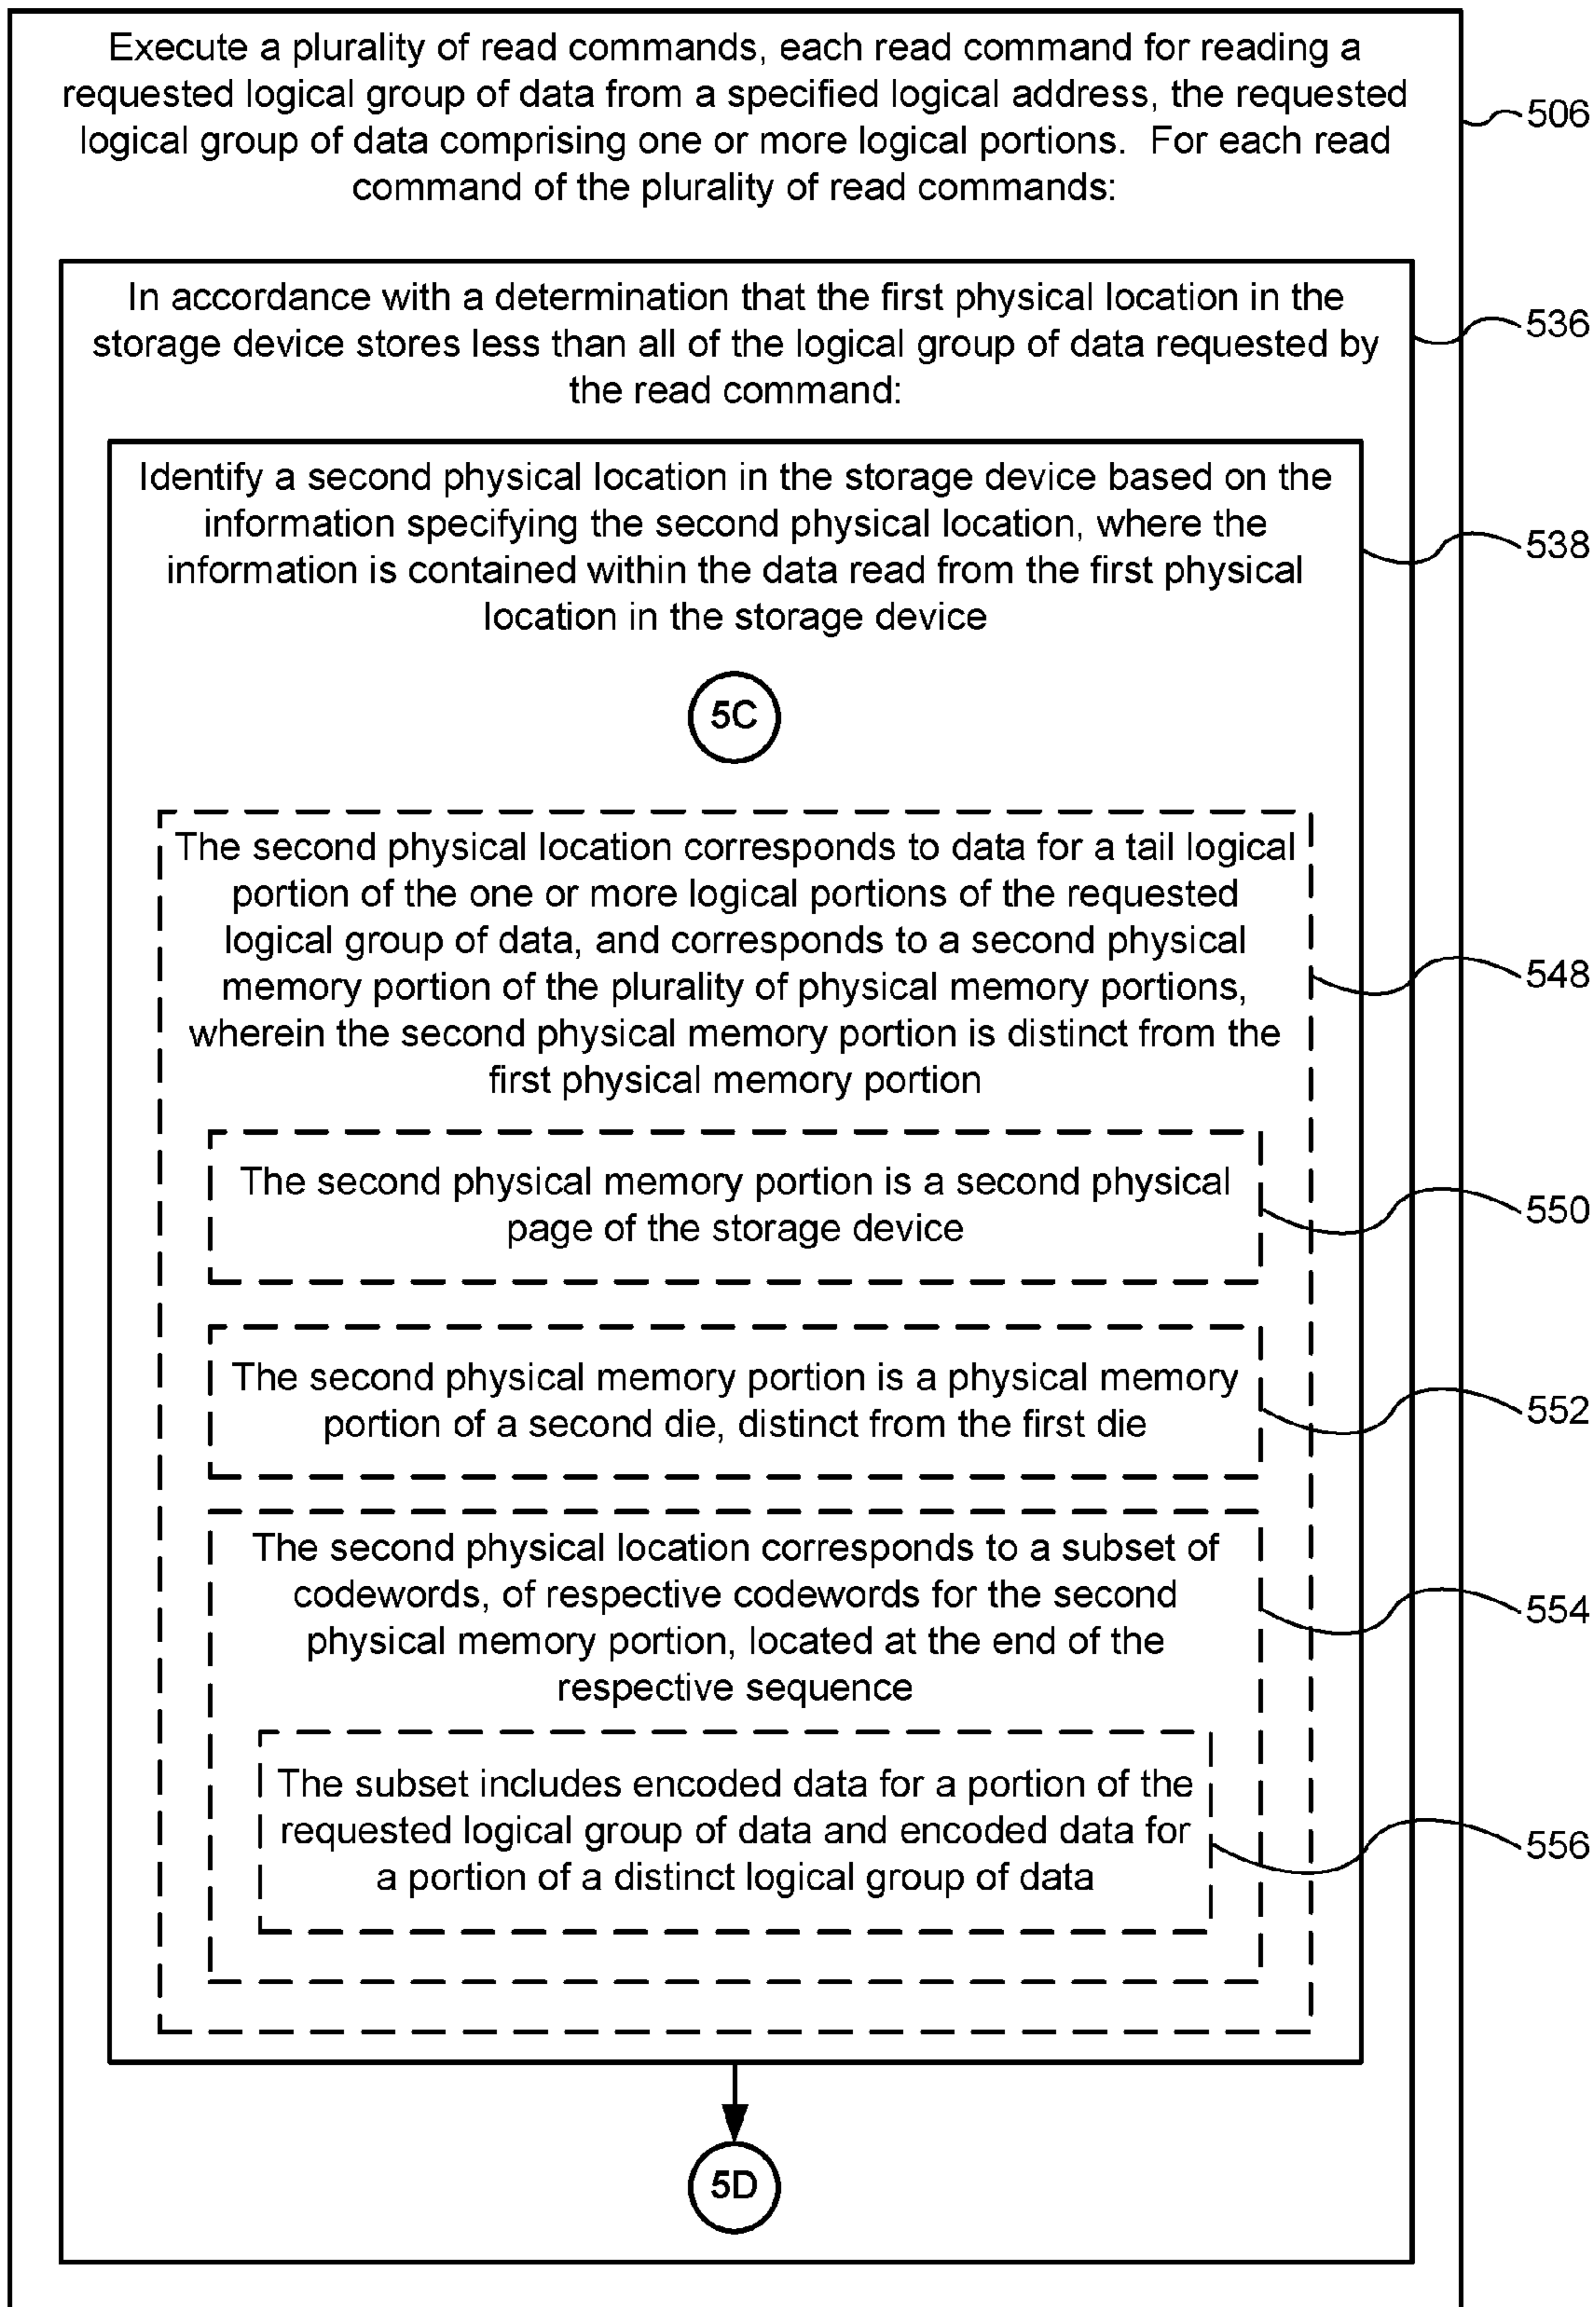 Execute a plurality of read commands, each read command for reading a
requested logical group of data from a specified logical address, the requested
logical group of data comprising one or more logical portions.  For each read
command of the plurality of read commands:
506
In accordance with a determination that the first physical location in the
storage device stores less than all of the logical group of data requested by
the read command:
536
Identify a second physical location in the storage device based on the
information specifying the second physical location, where the
information is contained within the data read from the first physical
location in the storage device
538
5C
The second physical location corresponds to data for a tail logical
portion of the one or more logical portions of the requested
logical group of data, and corresponds to a second physical
memory portion of the plurality of physical memory portions,
wherein the second physical memory portion is distinct from the
first physical memory portion
548
The second physical memory portion is a second physical
page of the storage device
550
The second physical memory portion is a physical memory
portion of a second die, distinct from the first die
552
The second physical location corresponds to a subset of
codewords, of respective codewords for the second
physical memory portion, located at the end of the
respective sequence
554
The subset includes encoded data for a portion of the
requested logical group of data and encoded data for
a portion of a distinct logical group of data
556
5D